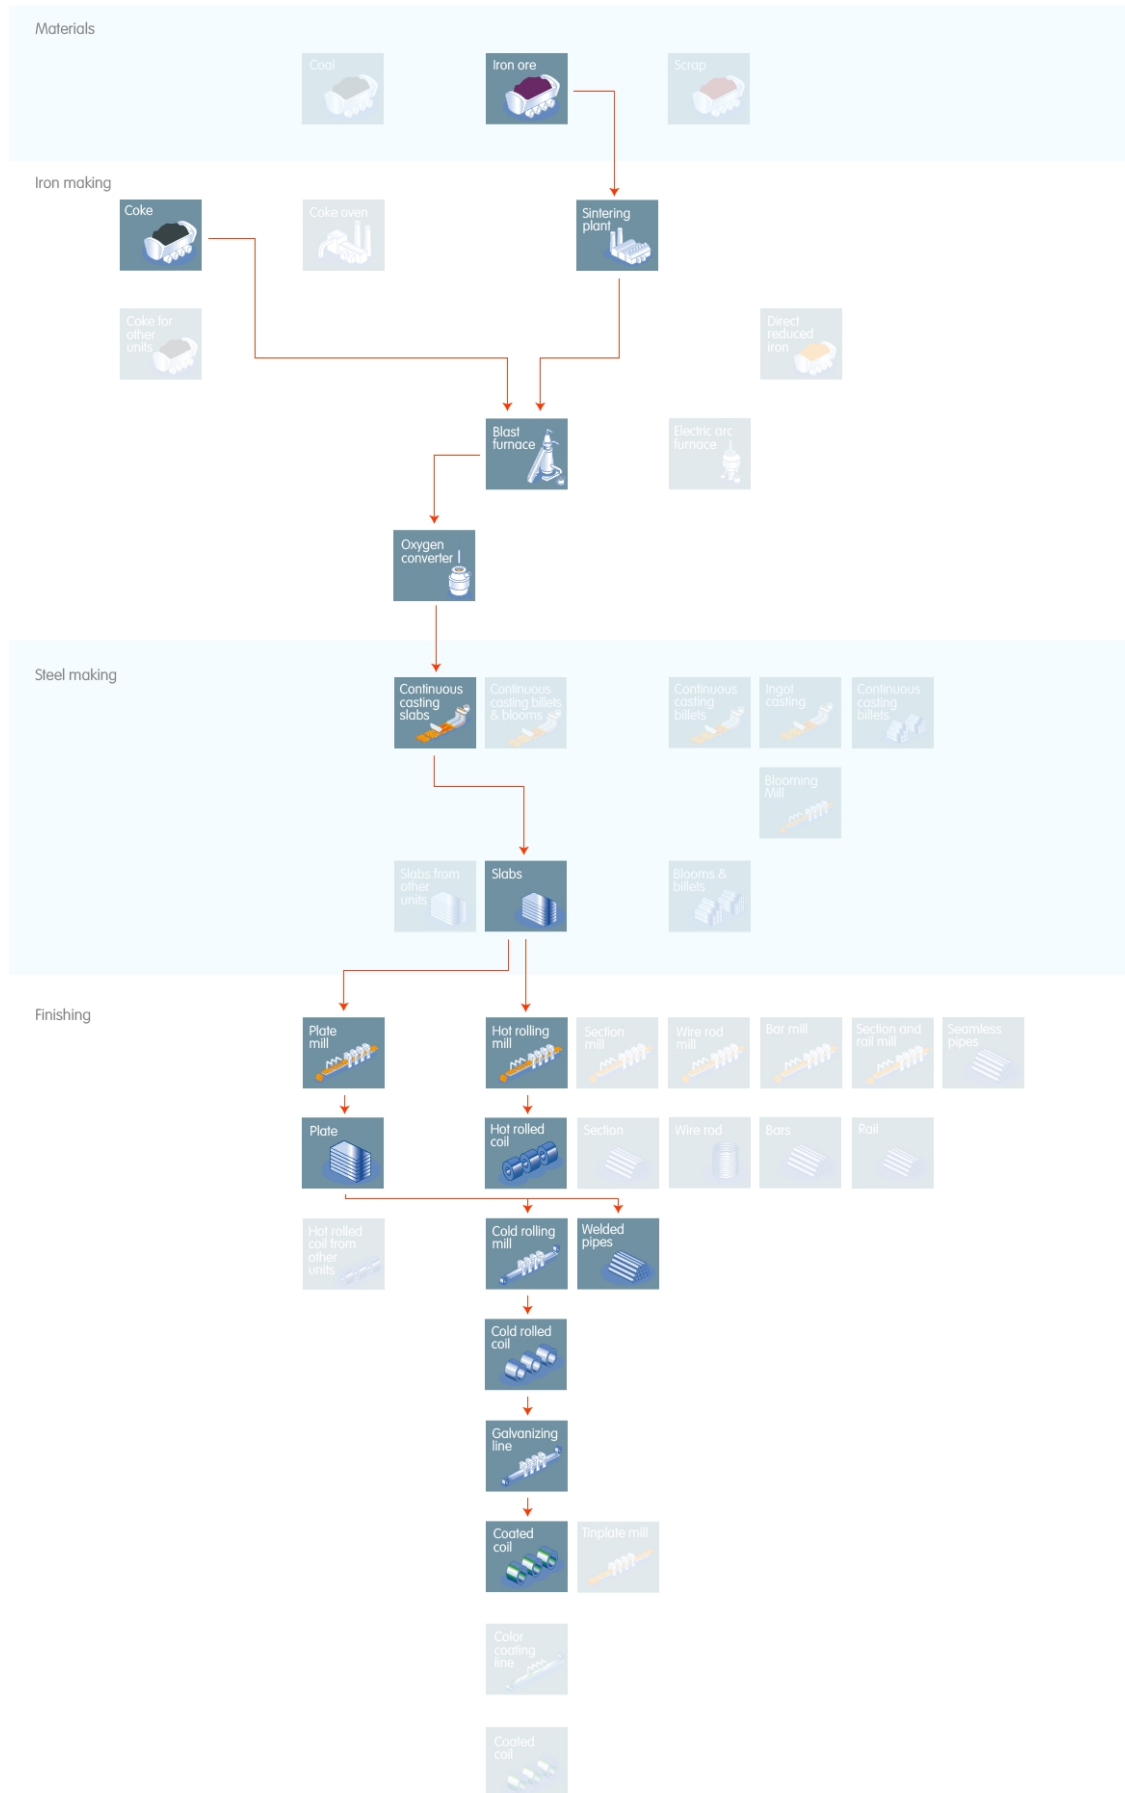 Materials
Coal
Iron ore
Scrap
Iron making
Coke
Coke oven
Sintering
plant
Coke for
other
units
Direct
reduced
iron
Blast
furnace
Electric arc
furnace
Oxygen
converter
Steel making
Continuous
casting
slabs
Continuous
casting billets
& blooms
Continuous
casting
billets
Ingot
casting
Continuous
casting
billets
Blooming
Mill
Slabs from
other
units
Slabs
Blooms &
billets
Finishing
Plate
mill
Hot rolling
mill
Section
mill
Wire rod
mill
Bar mill
Section and
rail mill
Seamless
pipes
Plate
Hot rolled
coil
Section
Wire rod
Bars
Rail
Hot rolled
coil from
other
units
Cold rolling
mill
Welded
pipes
Cold rolled
coil
Galvanizing
line
Coated
coil
Tinplate mill
Color
coating
line
Coated
coil